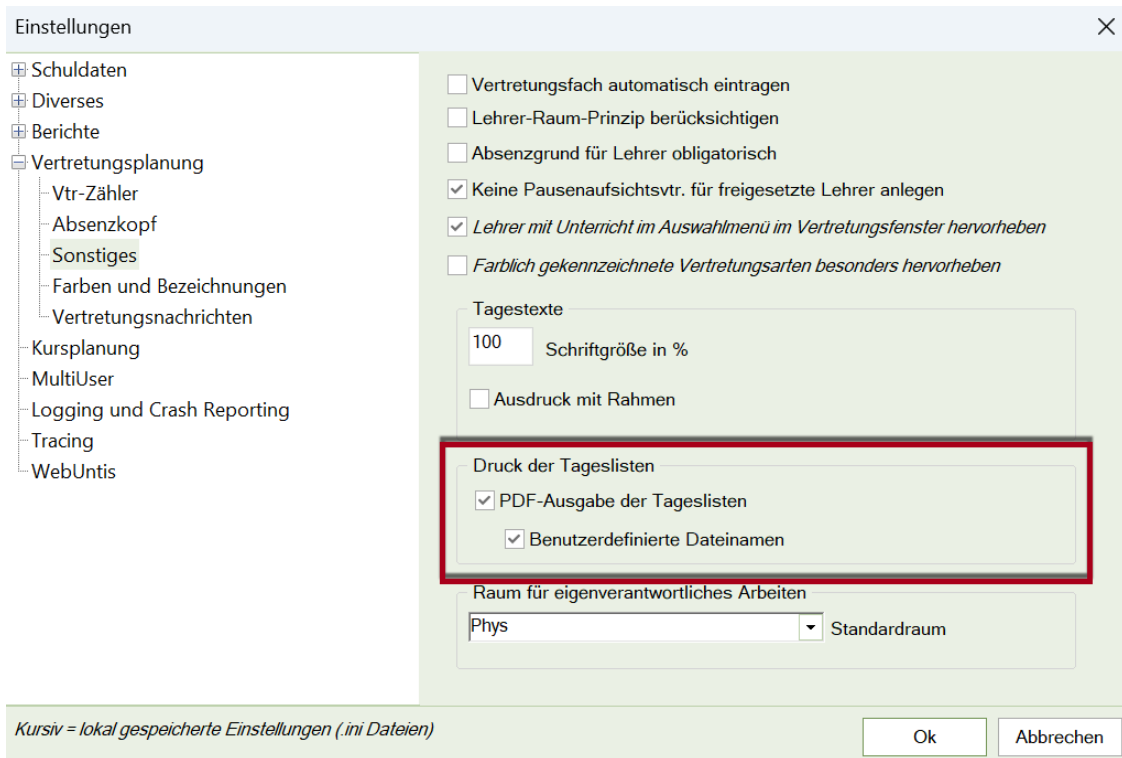 Einstellungen
Schuldaten
Diverses
Berichte
Vertretungsplanung
Vtr-Zähler
Absenzkopf
Sonstiges
Farben und Bezeichnungen
Vertretungsnachrichten
Kursplanung
MultiUser
Logging und Crash Reporting
Tracing
WebUntis
Vertretungsfach automatisch eintragen
Lehrer-Raum-Prinzip berücksichtigen
Absenzgrund für Lehrer obligatorisch
Keine Pausenaufsichtsvtr. für freigesetzte Lehrer anlegen
Lehrer mit Unterricht im Auswahlmenü im Vertretungsfenster hervorheben
Farblich gekennzeichnete Vertretungsarten besonders hervorheben
Tagestexte
100 Schriftgröße in %
Ausdruck mit Rahmen
Druck der Tageslisten
PDF-Ausgabe der Tageslisten
Benutzerdefinierte Dateinamen
Raum für eigenverantwortliches Arbeiten
Phys Standardraum
Kursiv = lokal gespeicherte Einstellungen (.ini Dateien)
Ok Abbrechen